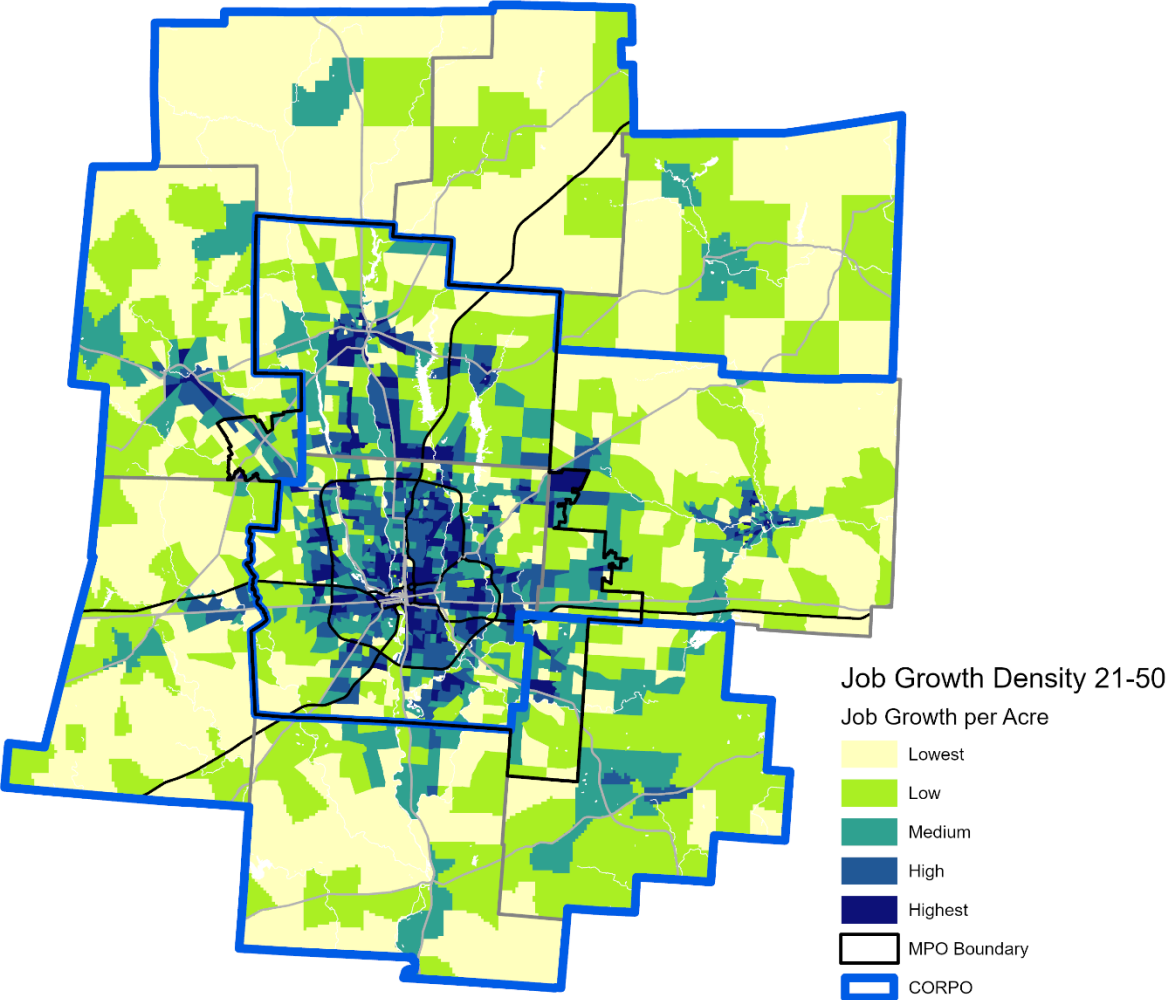 Job Growth Density 21-50
Job Growth per Acre
Lowest
Low
Medium
High
Highest
MPO Boundary
CORPO